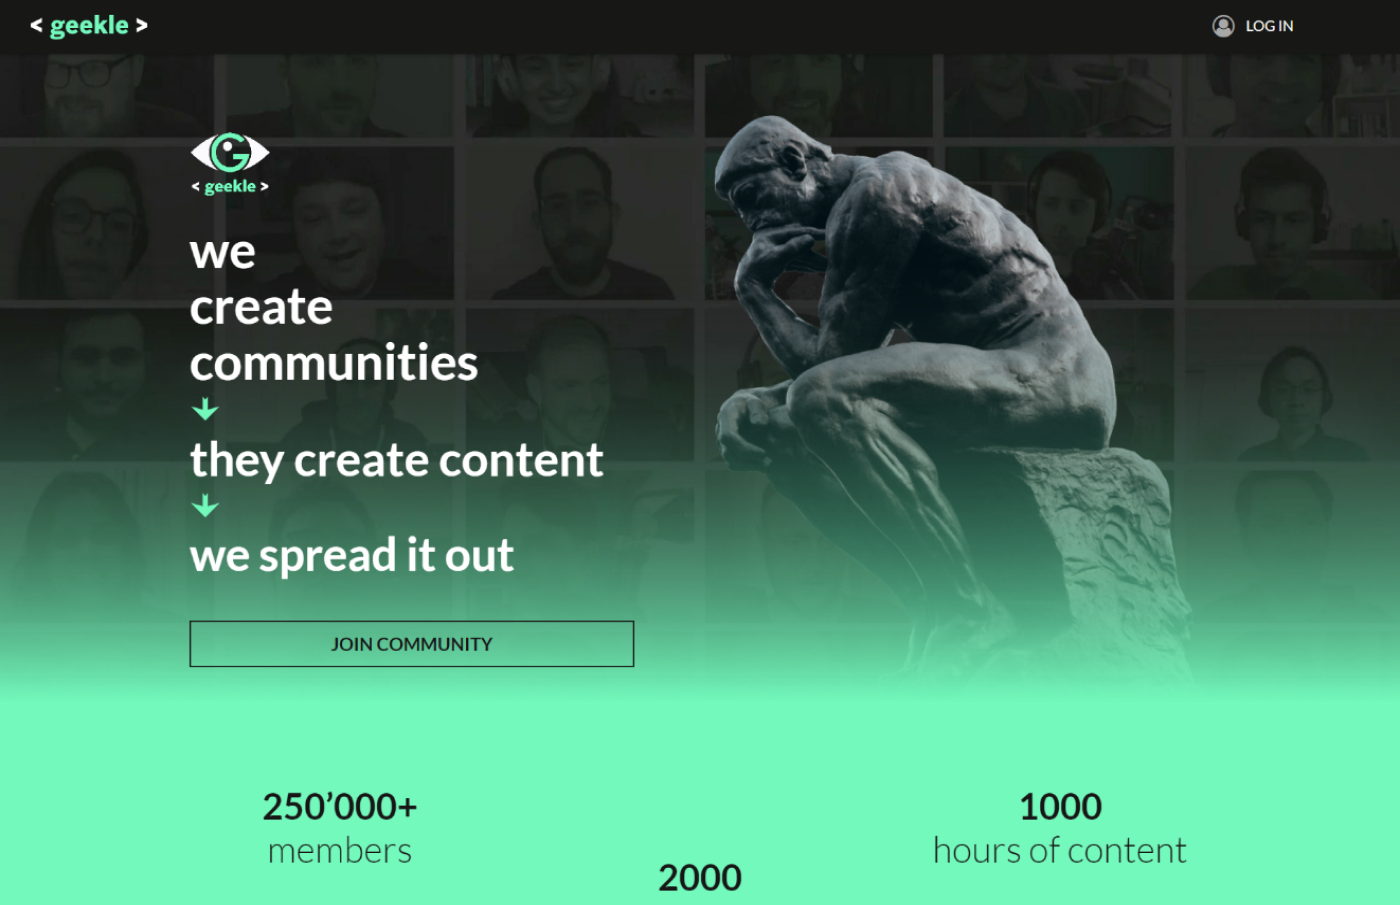 < geekle >
LOG IN
< geekle >
we
create
communities
they create content
we spread it out
JOIN COMMUNITY
250’000+
members
1000
hours of content
2000